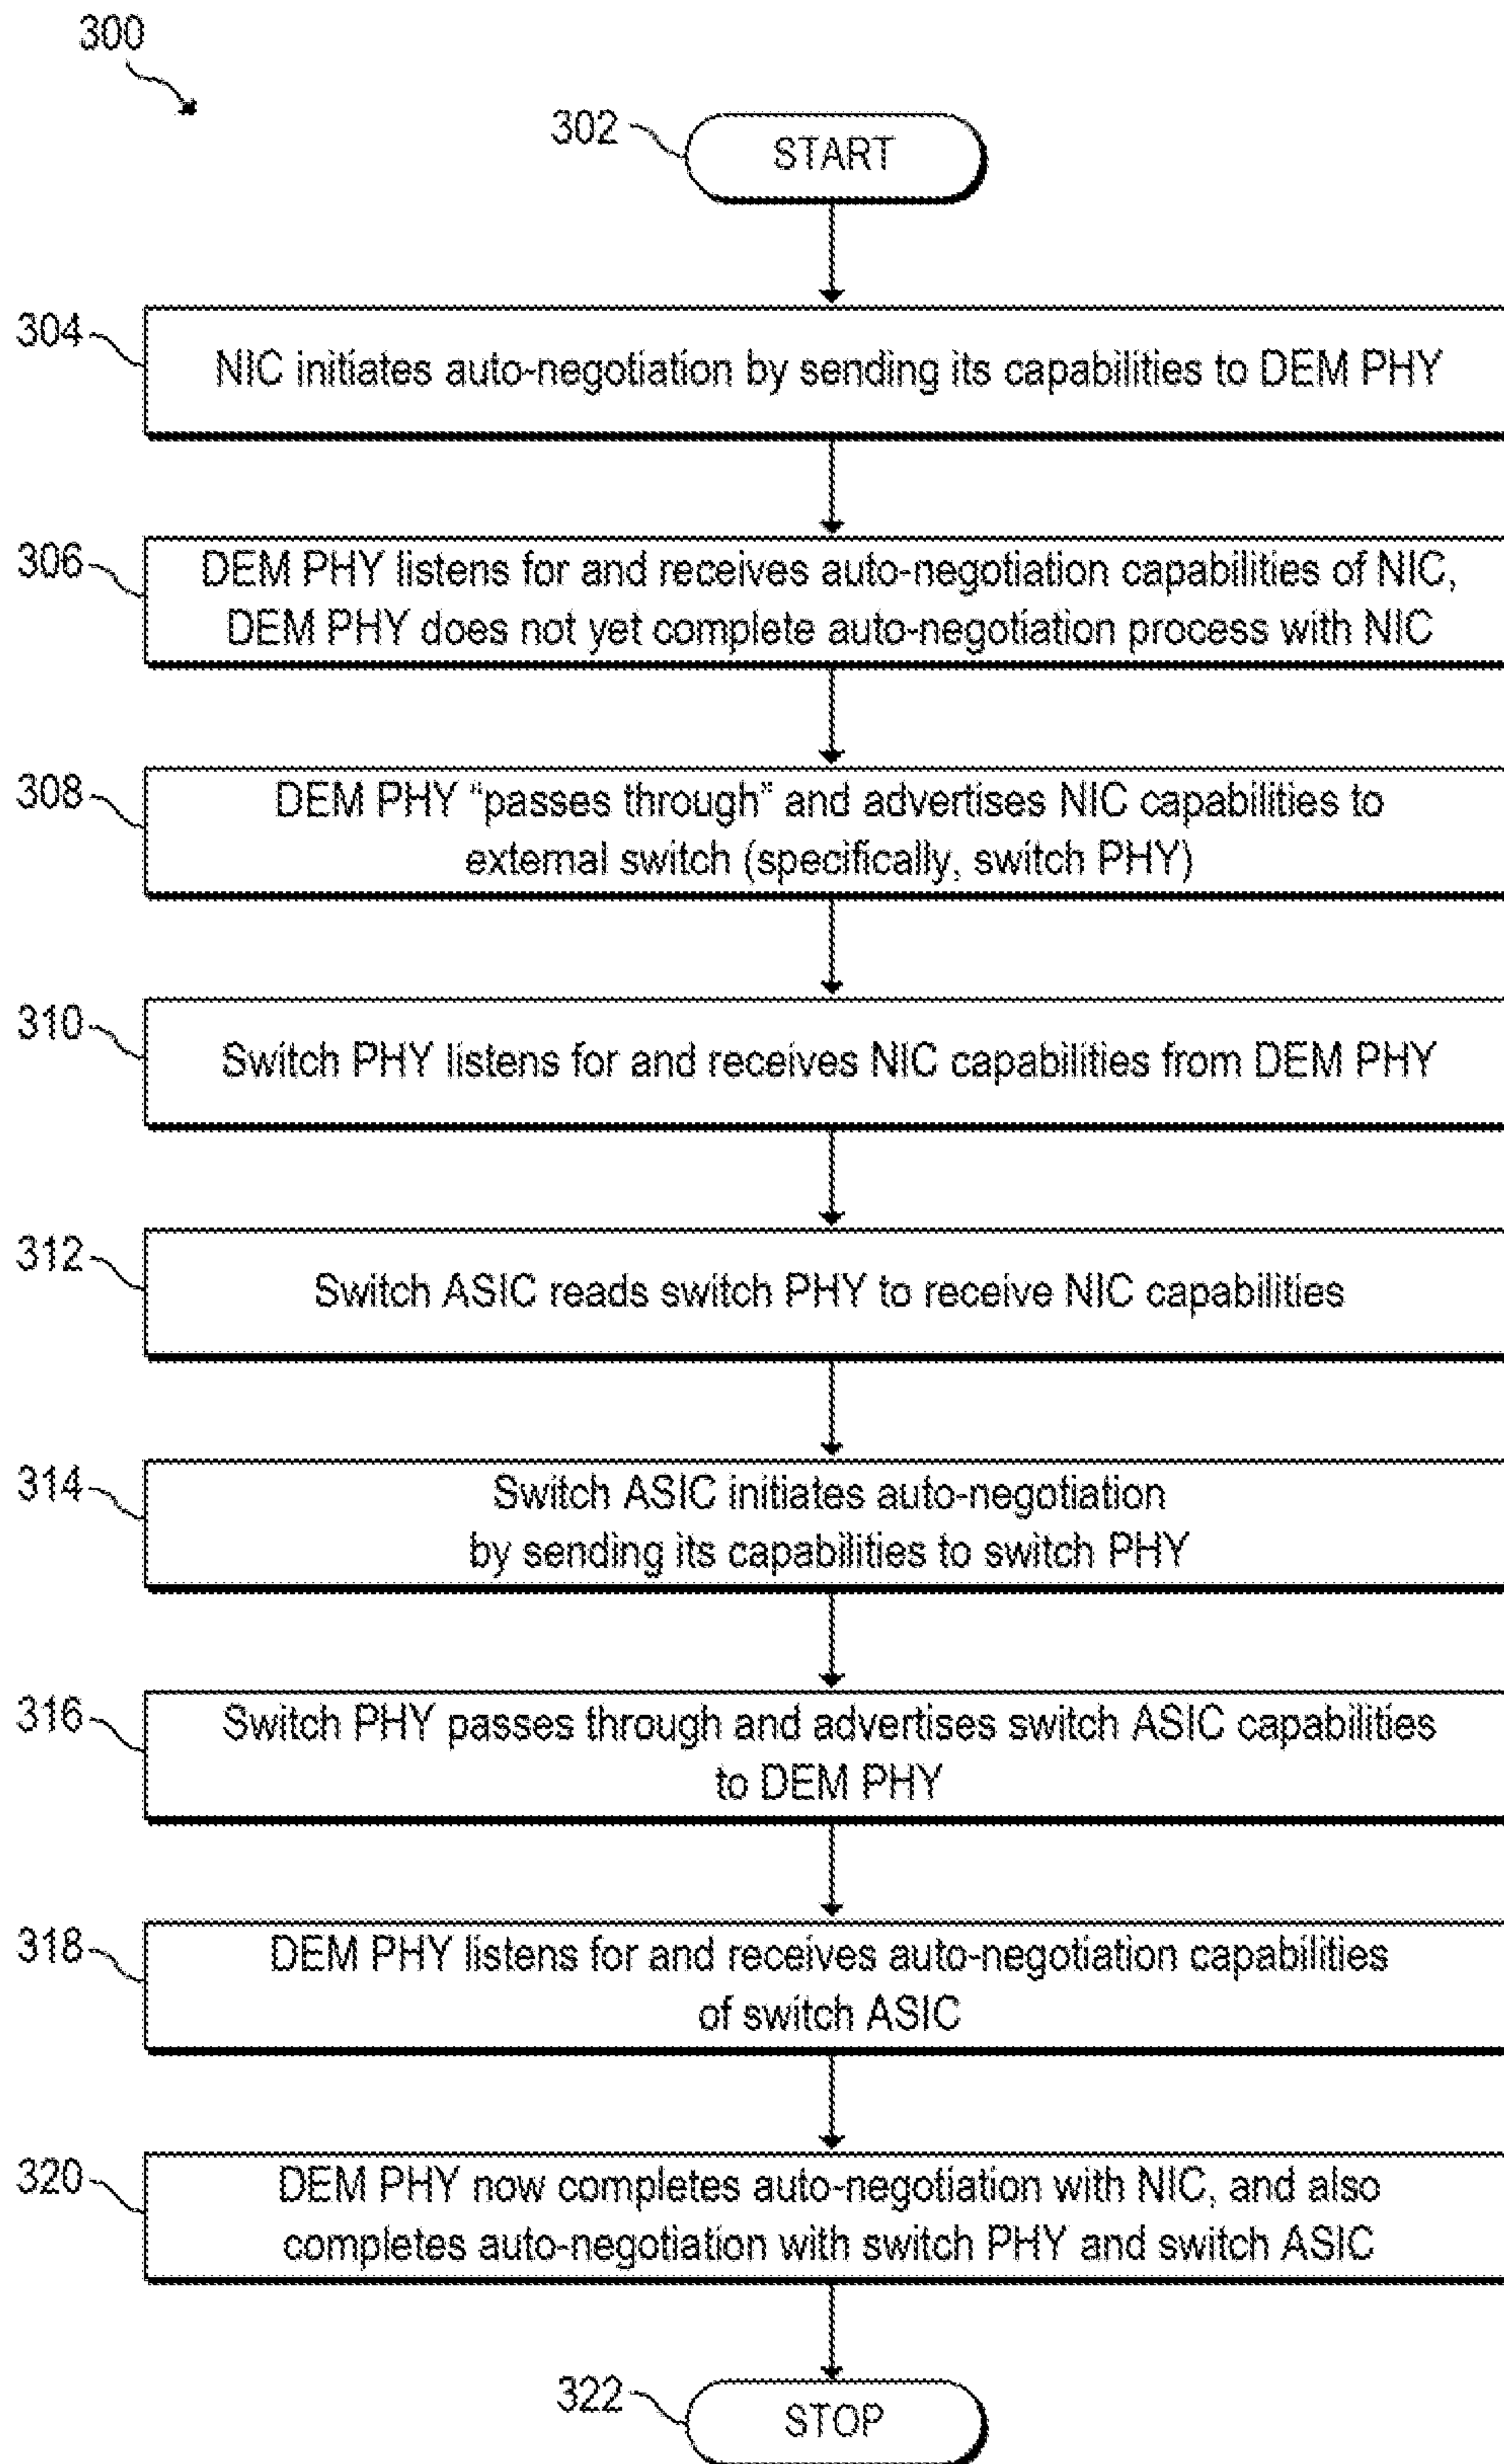 300
302
START
304
NIC initiates auto-negotiation by sending its capabilities to DEM PHY
306
DEM PHY listens for and receives auto-negotiation capabilities of NIC,
DEM PHY does not yet complete auto-negotiation process with NIC
308
DEM PHY “passes through” and advertises NIC capabilities to
external switch (specifically, switch PHY)
310
Switch PHY listens for and receives NIC capabilities from DEM PHY
312
Switch ASIC reads switch PHY to receive NIC capabilities
314
Switch ASIC initiates auto-negotiation
by sending its capabilities to switch PHY
316
Switch PHY passes through and advertises switch ASIC capabilities
to DEM PHY
318
DEM PHY listens for and receives auto-negotiation capabilities
of switch ASIC
320
DEM PHY now completes auto-negotiation with NIC, and also
completes auto-negotiation with switch PHY and switch ASIC
322
STOP